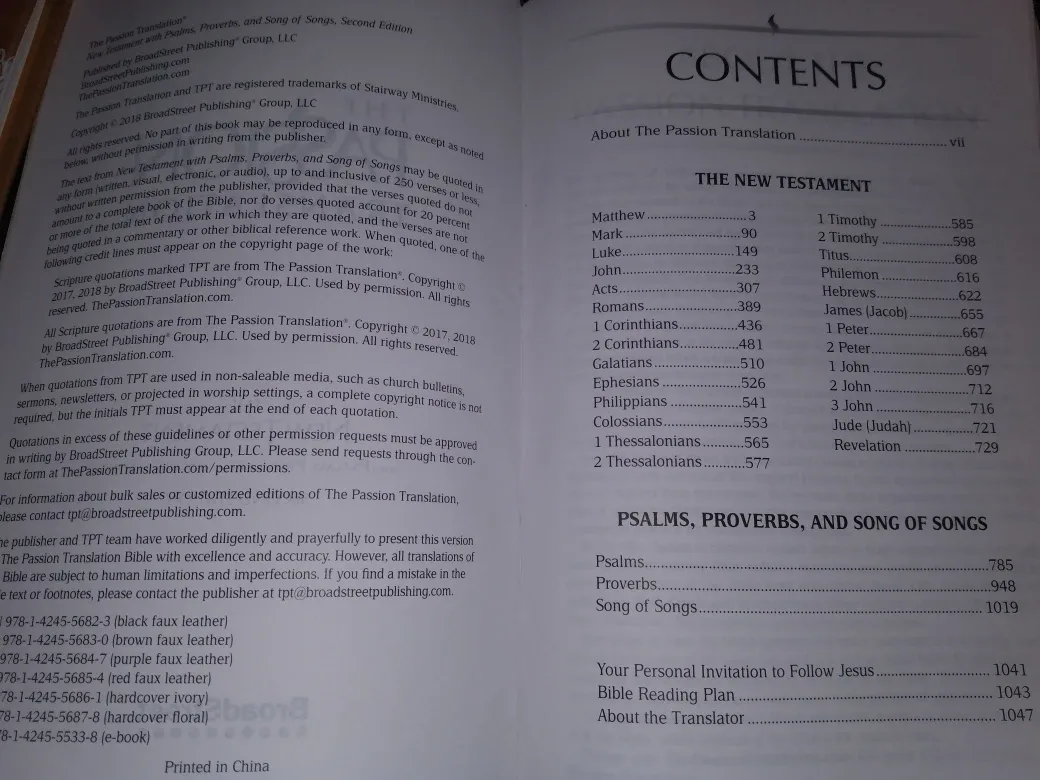 The Passion Translation®
New Testament with Psalms, Proverbs, and Song of Songs, Second Edition
Published by BroadStreet Publishing® Group, LLC
BroadStreetPublishing.com
ThePassionTranslation.com
The Passion Translation and TPT are registered trademarks of Stairway Ministries.
Copyright © 2018 BroadStreet Publishing® Group, LLC
All rights reserved. No part of this book may be reproduced in any form, except as noted
below, without permission in writing from the publisher.
The text from New Testament with Psalms, Proverbs, and Song of Songs may be quoted in
any form (written, visual, electronic, or audio), up to and inclusive of 250 verses or less,
without written permission from the publisher, provided that the verses quoted do not
amount to a complete book of the Bible, nor do verses quoted account for 20 percent
or more of the total text of the work in which they are quoted, and the verses are not
being quoted in a commentary or other biblical reference work. When quoted, one of the
following credit lines must appear on the copyright page of the work:
Scripture quotations marked TPT are from The Passion Translation®. Copyright ©
2017, 2018 by BroadStreet Publishing® Group, LLC. Used by permission. All rights
reserved. ThePassionTranslation.com.
All Scripture quotations are from The Passion Translation®. Copyright © 2017, 2018
by BroadStreet Publishing® Group, LLC. Used by permission. All rights reserved.
ThePassionTranslation.com.
When quotations from TPT are used in non-saleable media, such as church bulletins,
sermons, newsletters, or projected in worship settings, a complete copyright notice is not
required, but the initials TPT must appear at the end of each quotation.
Quotations in excess of these guidelines or other permission requests must be approved
in writing by BroadStreet Publishing Group, LLC. Please send requests through the con-
tact form at ThePassionTranslation.com/permissions.
For information about bulk sales or customized editions of The Passion Translation,
please contact tpt@broadstreetpublishing.com.
publisher and TPT team have worked diligently and prayerfully to present this version
The Passion Translation Bible with excellence and accuracy. However, all translations of
Bible are subject to human limitations and imperfections. If you find a mistake in the
text or footnotes, please contact the publisher at tpt@broadstreetpublishing.com.
978-1-4245-5682-3 (black faux leather)
978-1-4245-5683-0 (brown faux leather)
978-1-4245-5684-7 (purple faux leather)
978-1-4245-5685-4 (red faux leather)
78-1-4245-5686-1 (hardcover ivory)
78-1-4245-5687-8 (hardcover floral)
8-1-4245-5533-8 (e-book)
Printed in China
CONTENTS
About The Passion Translation ........ vii
THE NEW TESTAMENT
Matthew ........ 3
Mark ........ 90
Luke ........ 149
John ........ 233
Acts ........ 307
Romans ........ 389
1 Corinthians ........ 436
2 Corinthians ........ 481
Galatians ........ 510
Ephesians ........ 526
Philippians ........ 541
Colossians ........ 553
1 Thessalonians ........ 565
2 Thessalonians ........ 577
1 Timothy ........ 585
2 Timothy ........ 598
Titus ........ 608
Philemon ........ 616
Hebrews ........ 622
James (Jacob) ........ 655
1 Peter ........ 667
2 Peter ........ 684
1 John ........ 697
2 John ........ 712
3 John ........ 716
Jude (Judah) ........ 721
Revelation ........ 729
PSALMS, PROVERBS, AND SONG OF SONGS
Psalms ........ 785
Proverbs ........ 948
Song of Songs ........ 1019
Your Personal Invitation to Follow Jesus ........ 1041
Bible Reading Plan ........ 1043
About the Translator ........ 1047